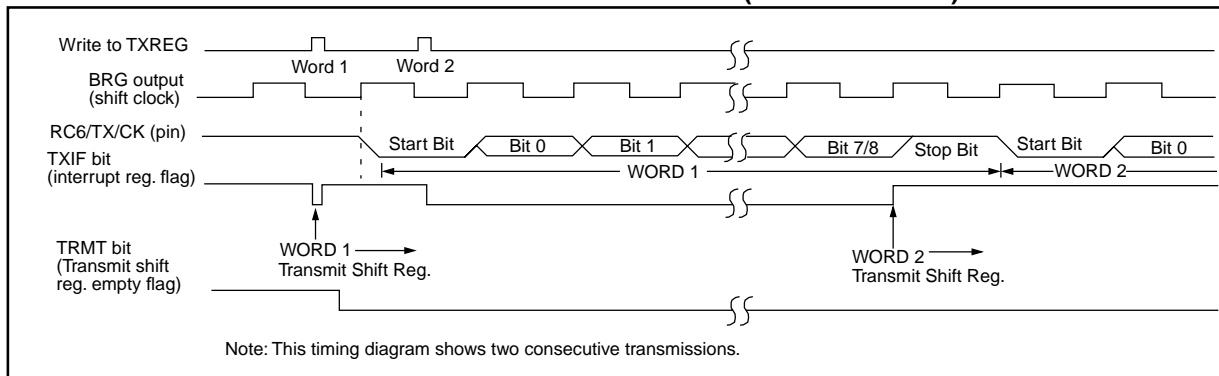 Write to TXREG
Word 1
Word 2
BRG output
(shift clock)
RC6/TX/CK (pin)
Start Bit
Bit 0
Bit 1
Bit 7/8
Stop Bit
Start Bit
Bit 0
TXIF bit
(interrupt reg. flag)
WORD 1
WORD 2
TRMT bit
(Transmit shift
reg. empty flag)
WORD 1
Transmit Shift Reg.
WORD 2
Transmit Shift Reg.
Note: This timing diagram shows two consecutive transmissions.